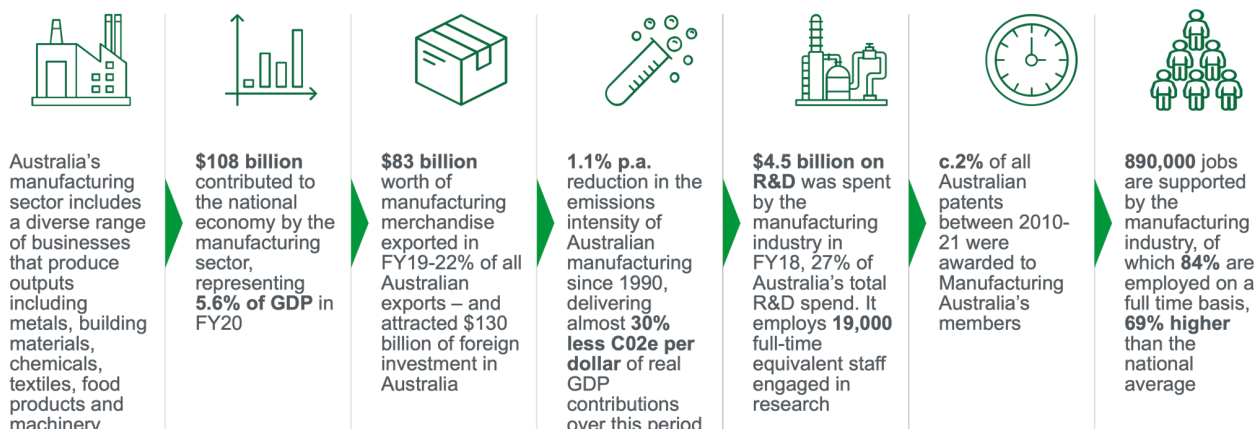 Australia's
manufacturing
sector includes
a diverse range
of businesses
that produce
outputs
including
metals, building
materials,
chemicals,
textiles, food
products and
machinery
$108 billion
contributed to
the national
economy by the
manufacturing
sector,
representing
5.6% of GDP in
FY20
$83 billion
worth of
manufacturing
merchandise
exported in
FY19-22% of all
Australian
exports – and
attracted $130
billion of foreign
investment in
Australia
1.1% p.a.
reduction in the
emissions
intensity of
Australian
manufacturing
since 1990,
delivering
almost 30%
less C02e per
dollar of real
GDP
contributions
over this period
$4.5 billion on
R&D was spent
by the
manufacturing
industry in
FY18, 27% of
Australia's total
R&D spend. It
employs 19,000
full-time
equivalent staff
engaged in
research
c.2% of all
Australian
patents
between 2010-
21 were
awarded to
Manufacturing
Australia's
members
890,000 jobs
are supported
by the
manufacturing
industry, of
which 84% are
employed on a
full time basis,
69% higher
than the
national
average